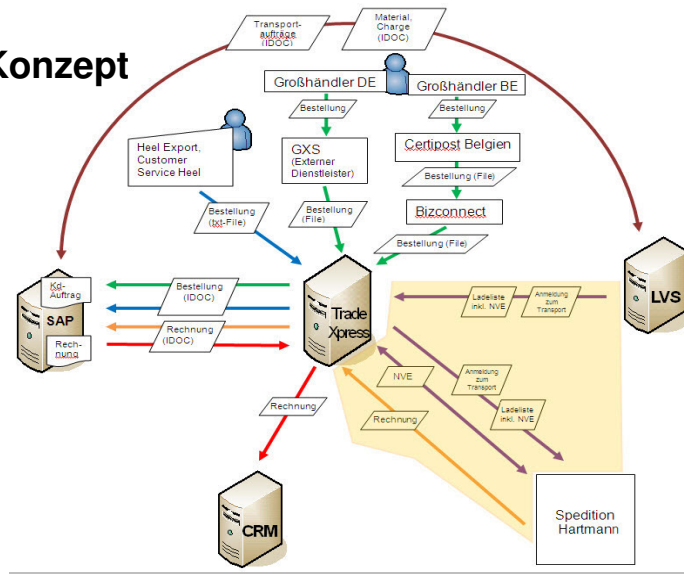 Konzept
Transport-
aufträge
(IDOC)
Material,
Charge
(IDOC)
Großhändler DE
Großhändler BE
Bestellung
Bestellung
Heel Export,
Customer
Service Heel
GXS
(Externer
Dienstleister)
Certipost Belgien
Bestellung (File)
Bizconnect
Bestellung
(txt-File)
Bestellung
(File)
Bestellung (File)
Kd-
Auftrag
SAP
Rech-
nung
Bestellung
(IDOC)
Rechnung
(IDOC)
Trade
Xpress
Ladeliste
inkl. NVE
Anmeldung
zum
Transport
LVS
NVE
Anmeldung
zum
Transport
Rechnung
Ladeliste
inkl. NVE
Rechnung
CRM
Spedition
Hartmann